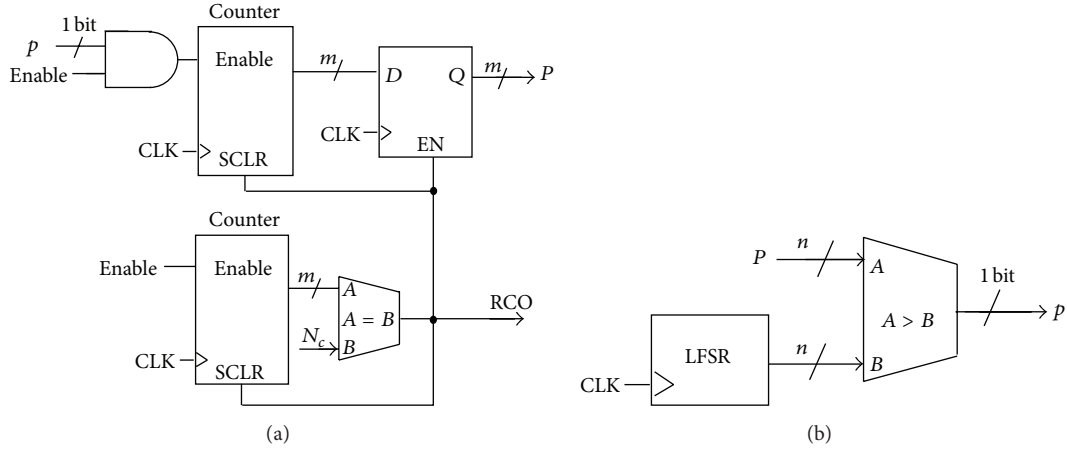 Counter
1 bit
p
Enable
Enable
m
D
Q
m
P
CLK
CLK
EN
SCLR
Counter
Enable
Enable
m
A
A = B
RCO
N_c
B
CLK
SCLR
(a)
P
n
A
1 bit
A > B
p
LFSR
n
B
CLK
(b)